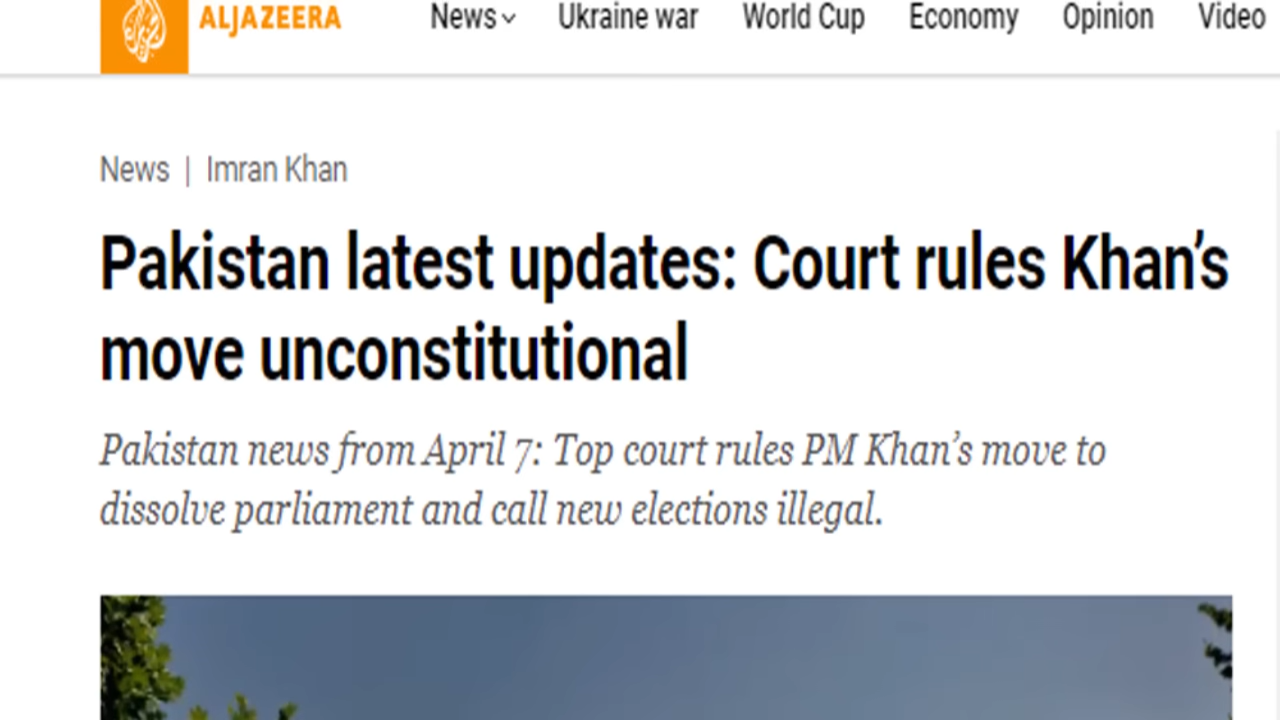 ALJAZEERA News Ukraine war World Cup Economy Opinion Video
News | Imran Khan
Pakistan latest updates: Court rules Khan’s
move unconstitutional
Pakistan news from April 7: Top court rules PM Khan’s move to
dissolve parliament and call new elections illegal.